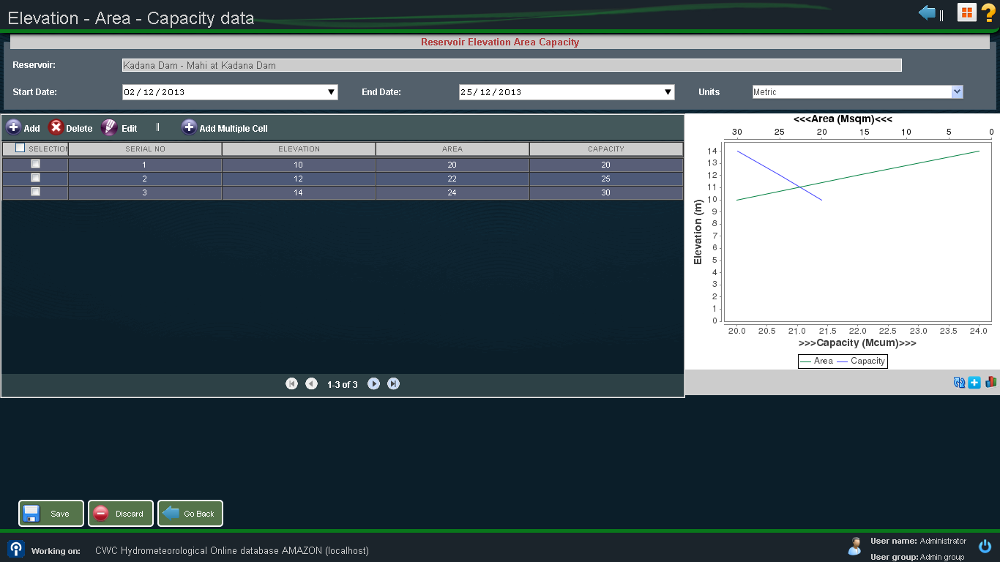 Elevation - Area - Capacity data
Reservoir Elevation Area Capacity
Reservoir: Kadana Dam - Mahi at Kadana Dam
Start Date: 02/12/2013 End Date: 25/12/2013 Units Metric
Add Delete Edit Add Multiple Cell
SELECTION SERIAL NO ELEVATION AREA CAPACITY
1 10 20 20
2 12 22 25
3 14 24 30
1-3 of 3
<<<Area (Msqm)<<<
30 25 20 15 10 5 0
14
13
12
11
10
9
8
7
6
5
4
3
2
1
0
Elevation (m)
20.0 20.5 21.0 21.5 22.0 22.5 23.0 23.5 24.0
>>>Capacity (Mcum)>>>
Area Capacity
Save Discard Go Back
Working on: CWC Hydrometeorological Online database AMAZON (localhost)
User name: Administrator
User group: Admin group